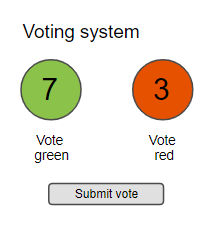 Voting system
7 3
Vote Vote
green red
Submit vote